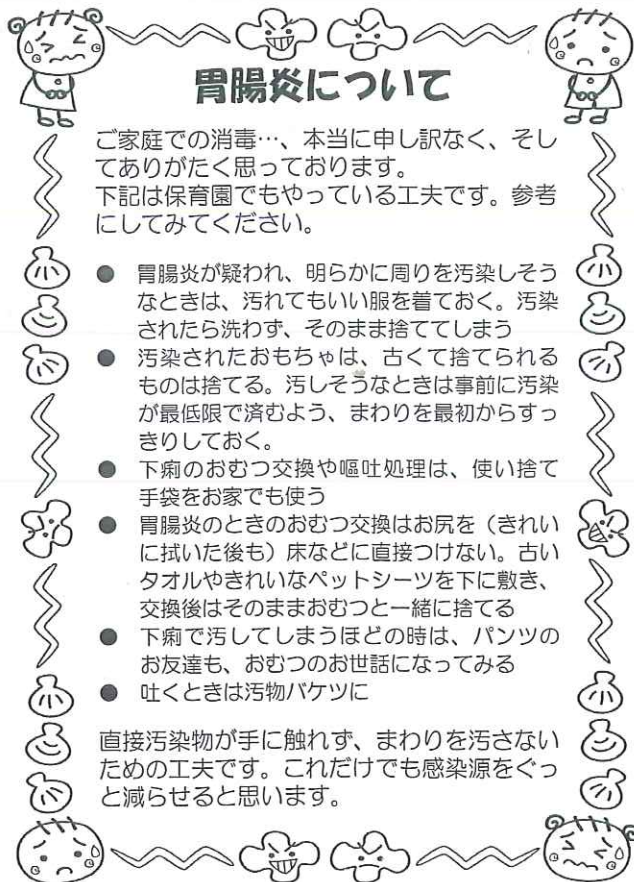 胃腸炎について
ご家庭での消毒…、本当に申し訳なく、そし
てありがたく思っております。
下記は保育園でもやっている工夫です。参考
にしてみてください。
● 胃腸炎が疑われ、明らかに周りを汚染しそう
なときは、汚れてもいい服を着ておく。汚染
されたら洗わず、そのまま捨ててしまう
● 汚染されたおもちゃは、古くて捨てられる
ものは捨てる。汚しそうなときは事前に汚染
が最低限で済むよう、まわりを最初からすっ
きりしておく。
● 下痢のおむつ交換や嘔吐処理は、使い捨て
手袋をお家でも使う
● 胃腸炎のときのおむつ交換はお尻を（きれい
に拭いた後も）床などに直接つけない。古い
タオルやきれいなペットシーツを下に敷き、
交換後はそのままおむつと一緒に捨てる
● 下痢で汚してしまうほどの時は、パンツの
お友達も、おむつのお世話になってみる
● 吐くときは汚物バケツに
直接汚染物が手に触れず、まわりを汚さない
ための工夫です。これだけでも感染源をぐっ
と減らせると思います。